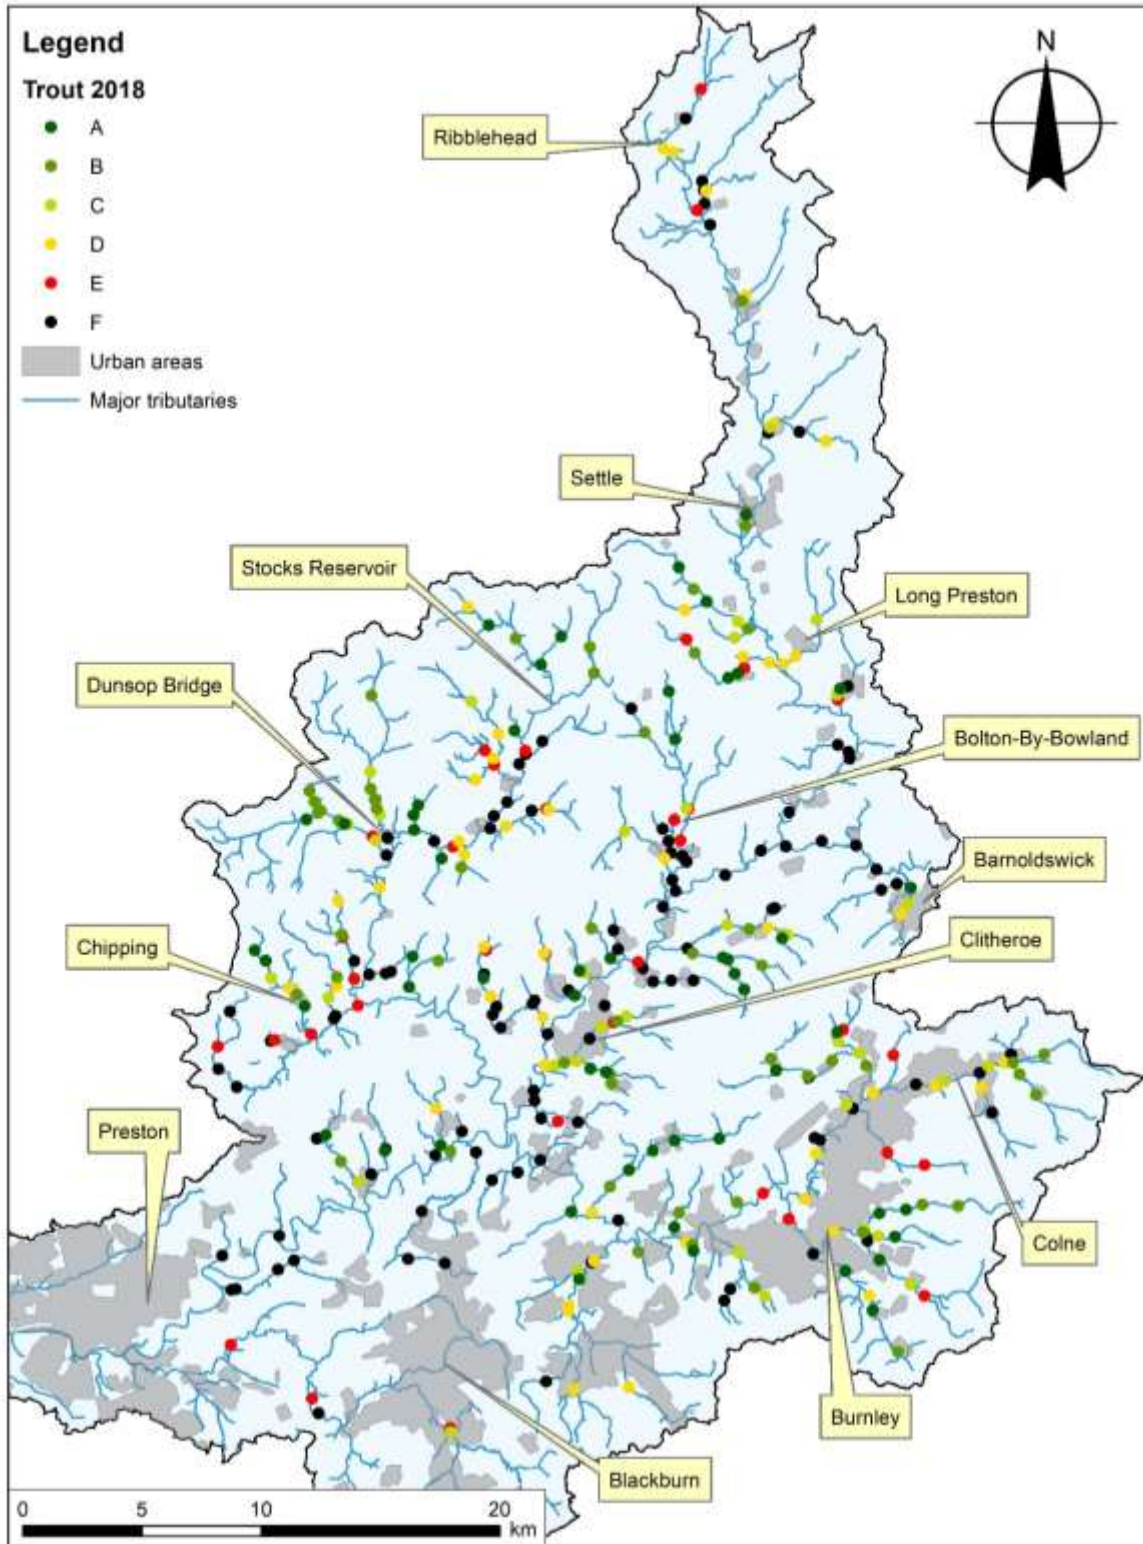 Legend
Trout 2018
A
B
C
D
E
F
Urban areas
Major tributaries
N
Ribblehead
Settle
Stocks Reservoir
Long Preston
Dunsop Bridge
Bolton-By-Bowland
Barnoldswick
Chipping
Clitheroe
Preston
Colne
Burnley
Blackburn
0 5 10 20
km